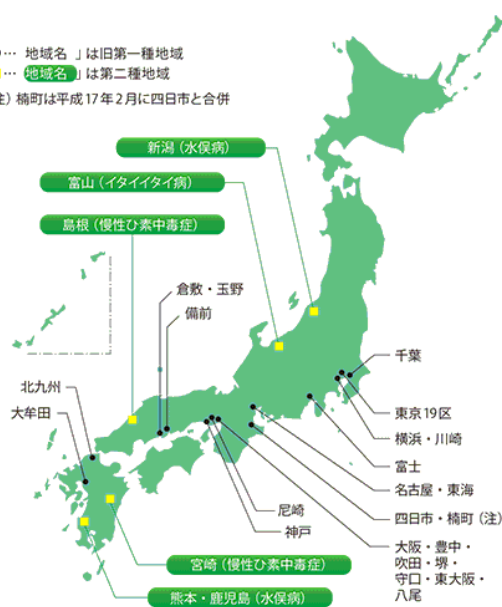 … 地域名 」は旧第一種地域
… 地域名 」は第二種地域
注）楠町は平成17年2月に四日市と合併
新潟（水俣病）
富山（イタイイタイ病）
島根（慢性ひ素中毒症）
倉敷・玉野
備前
北九州
大牟田
千葉
東京19区
横浜・川崎
富士
名古屋・東海
四日市・楠町（注）
大阪・豊中・
吹田・堺・
守口・東大阪・
八尾
尼崎
神戸
宮崎（慢性ひ素中毒症）
熊本・鹿児島（水俣病）